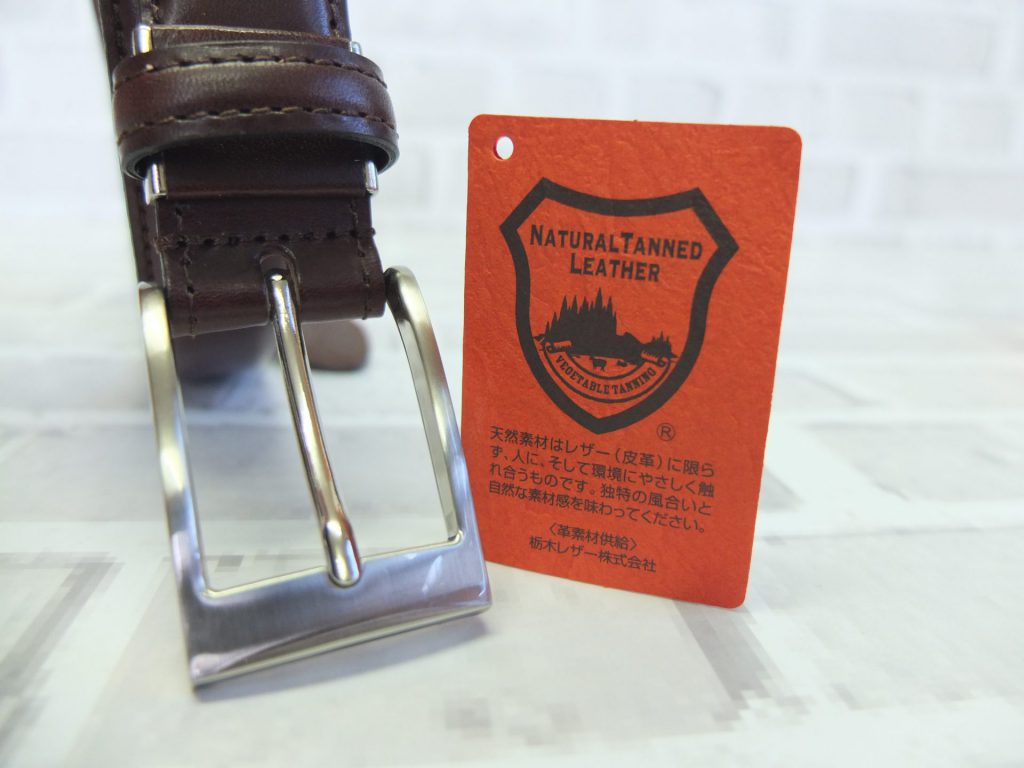 NATURALTANNED
LEATHER
VEGETABLE TANNING
®
天然素材はレザー(皮革)に限ら
ず、人に、そして環境にやさしく触
れ合うものです。独特の風合いと
自然な素材感を味わってください。
〈革素材供給〉
栃木レザー株式会社